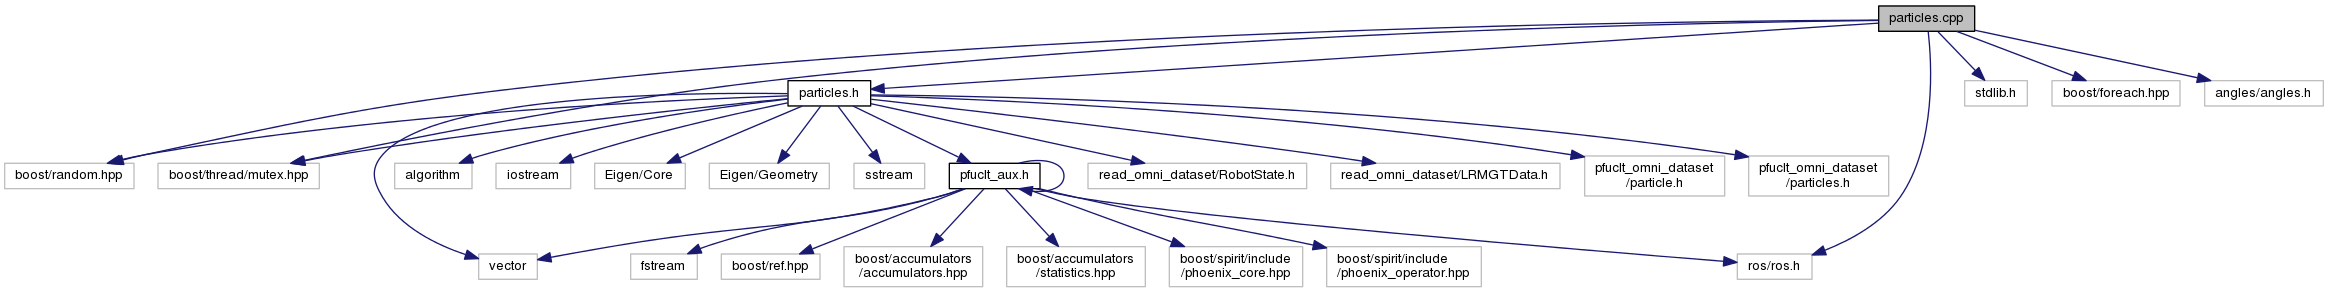 particles.cpp
particles.h
stdlib.h
boost/foreach.hpp
angles/angles.h
boost/random.hpp
boost/thread/mutex.hpp
algorithm
iostream
Eigen/Core
Eigen/Geometry
sstream
pfuclt_aux.h
read_omni_dataset/RobotState.h
read_omni_dataset/LRMGTData.h
pfuclt_omni_dataset
/particle.h
pfuclt_omni_dataset
/particles.h
vector
fstream
boost/ref.hpp
boost/accumulators
/accumulators.hpp
boost/accumulators
/statistics.hpp
boost/spirit/include
/phoenix_core.hpp
boost/spirit/include
/phoenix_operator.hpp
ros/ros.h